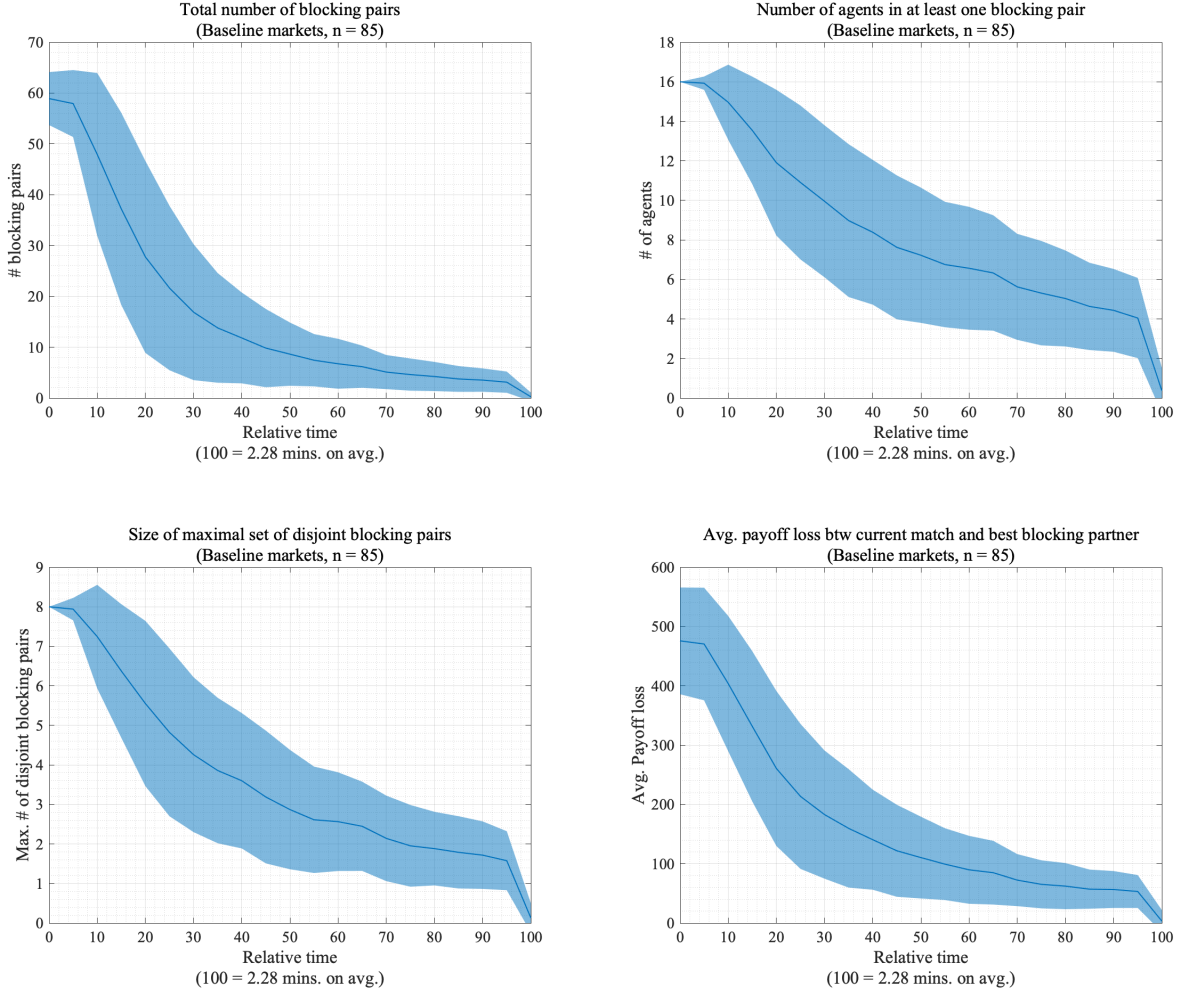 Total number of blocking pairs
(Baseline markets, n = 85)
# blocking pairs
70
60
50
40
30
20
10
0
0 10 20 30 40 50 60 70 80 90 100
Relative time
(100 = 2.28 mins. on avg.)
Number of agents in at least one blocking pair
(Baseline markets, n = 85)
# of agents
18
16
14
12
10
8
6
4
2
0
0 10 20 30 40 50 60 70 80 90 100
Relative time
(100 = 2.28 mins. on avg.)
Size of maximal set of disjoint blocking pairs
(Baseline markets, n = 85)
Max. # of disjoint blocking pairs
9
8
7
6
5
4
3
2
1
0
0 10 20 30 40 50 60 70 80 90 100
Relative time
(100 = 2.28 mins. on avg.)
Avg. payoff loss btw current match and best blocking partner
(Baseline markets, n = 85)
Avg. Payoff loss
600
500
400
300
200
100
0
0 10 20 30 40 50 60 70 80 90 100
Relative time
(100 = 2.28 mins. on avg.)